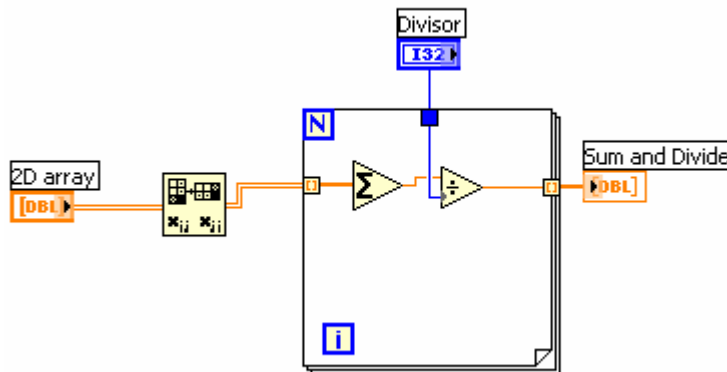 Divisor
I32
N
2D array
[DBL]
Σ
÷
Sum and Divide
[DBL]
x i,j x j,i
i